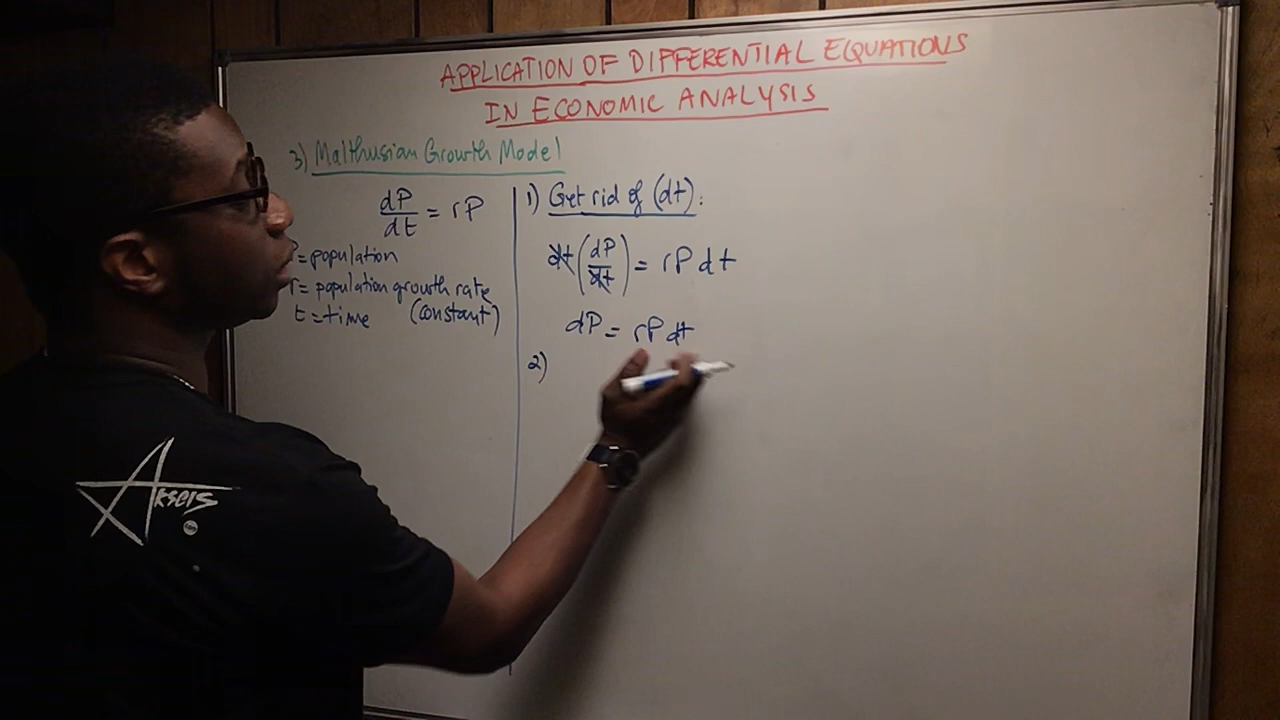 APPLICATION OF DIFFERENTIAL EQUATIONS
IN ECONOMIC ANALYSIS
3) Malthusian Growth Model
dP/dt = rP
=population
r=population growth rate
(constant)
t=time
1) Get rid of (dt):
dt(dP/dt) = rP dt
dP = rP dt
2)
Akseis